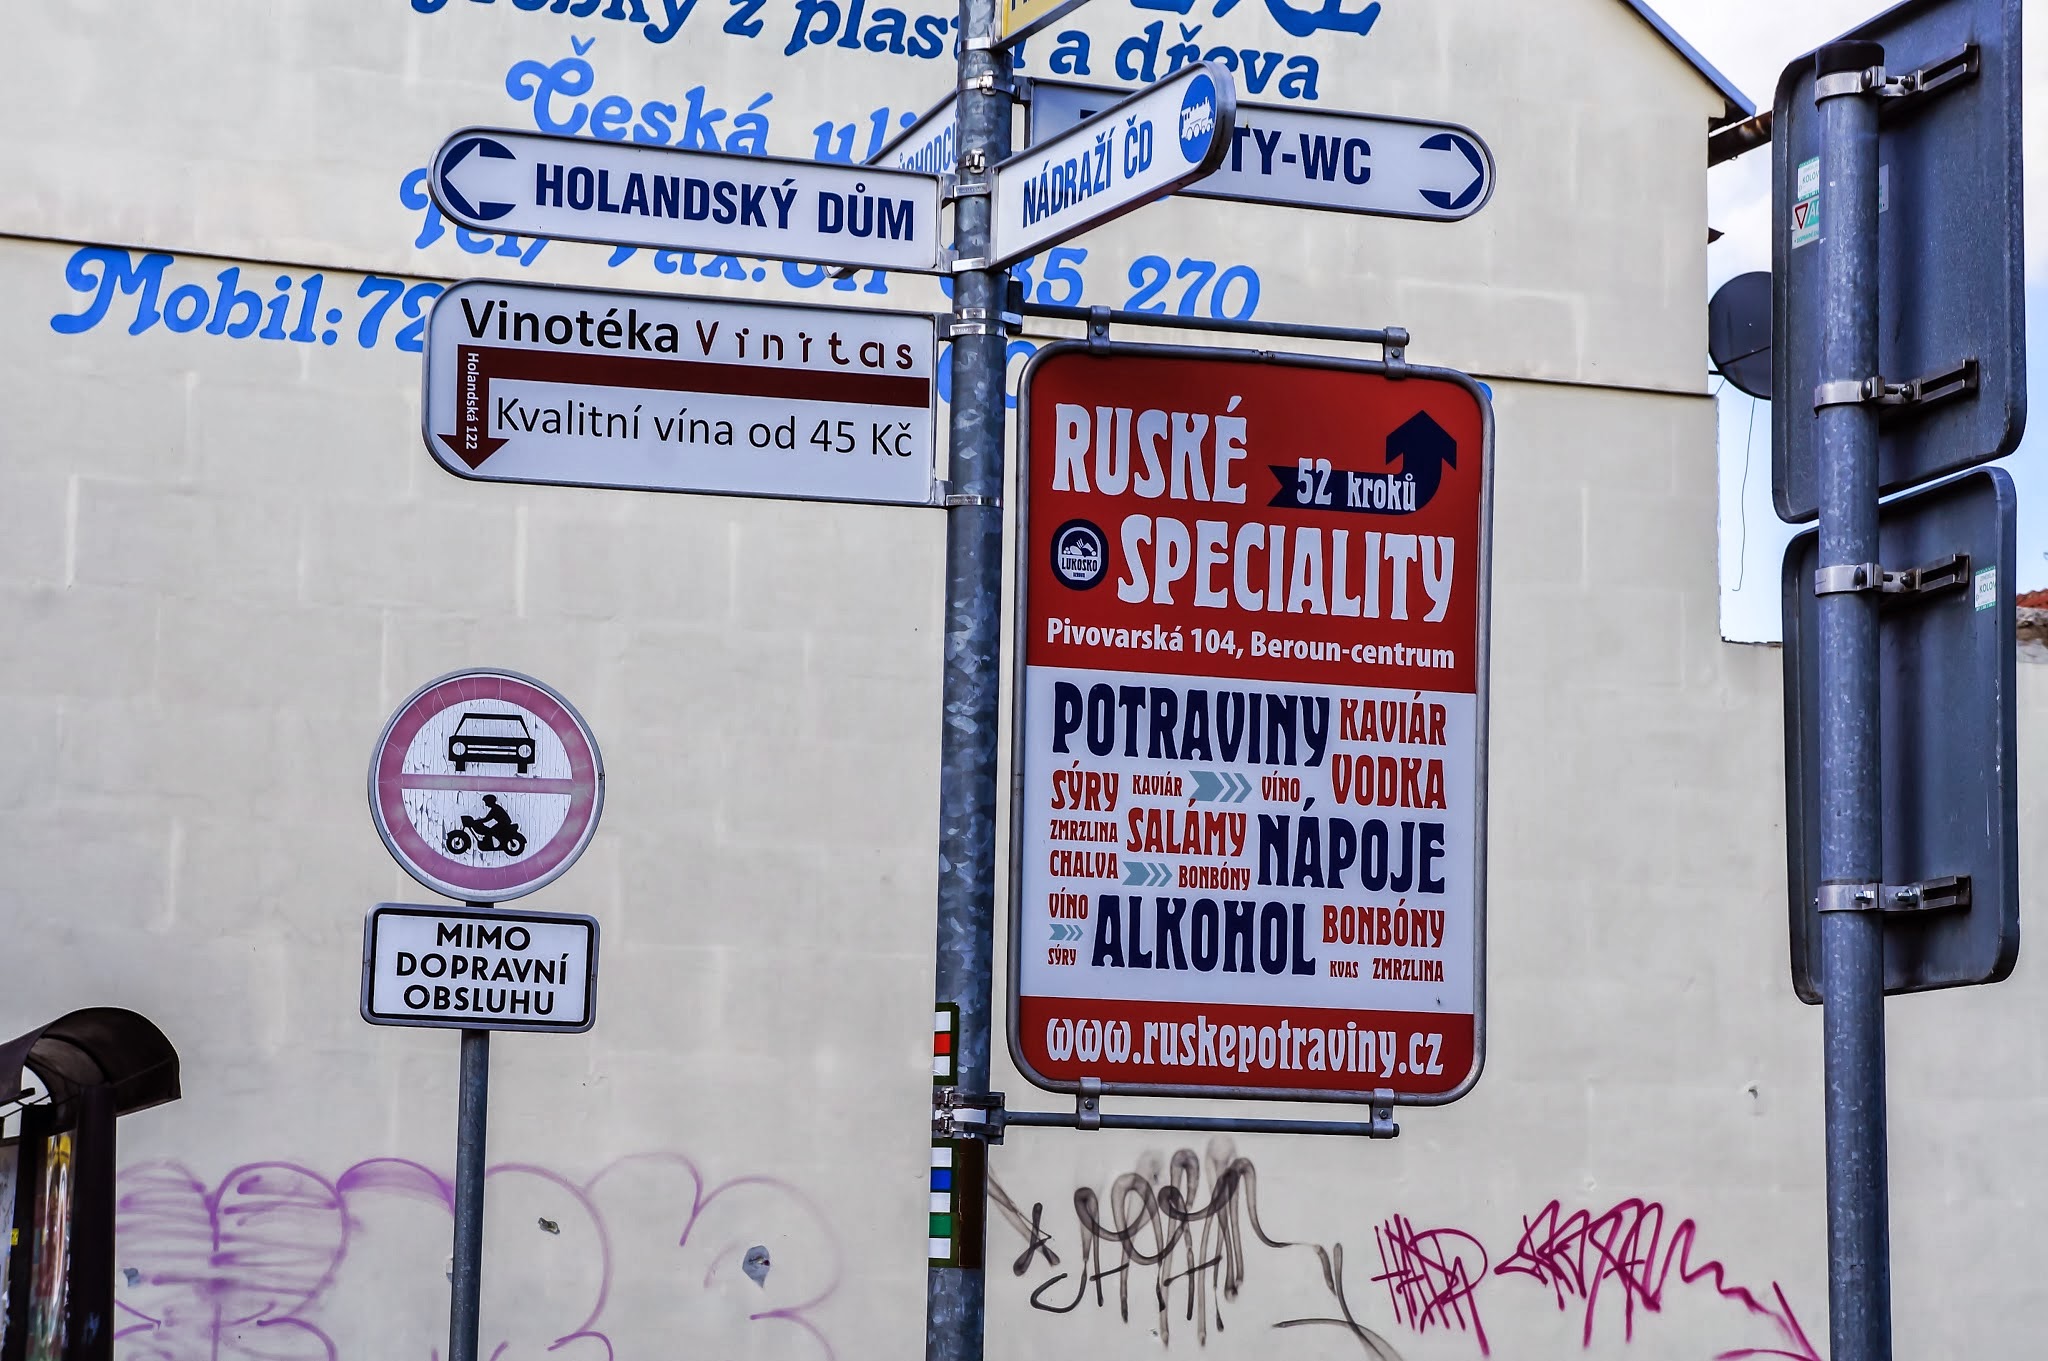 z plast a dřeva
Česká
270
Mobil: 72
HOLANDSKÝ DŮM
NÁDRAŽÍ ČD
TY-WC
Vinotéka Vinitas
Holandská 122
Kvalitní vína od 45 Kč
RUSKÉ
52 kroků
LUKOSKO
SPECIALITY
Pivovarská 104, Beroun-centrum
POTRAVINY KAVIÁR
SÝRY KAVIÁR VÍNO VODKA
ZMRZLINA SALÁMY NÁPOJE
CHALVA BONBÓNY
VÍNO ALKOHOL BONBÓNY
SÝRY KVAS ZMRZLINA
www.ruskepotraviny.cz
MIMO
DOPRAVNÍ
OBSLUHU